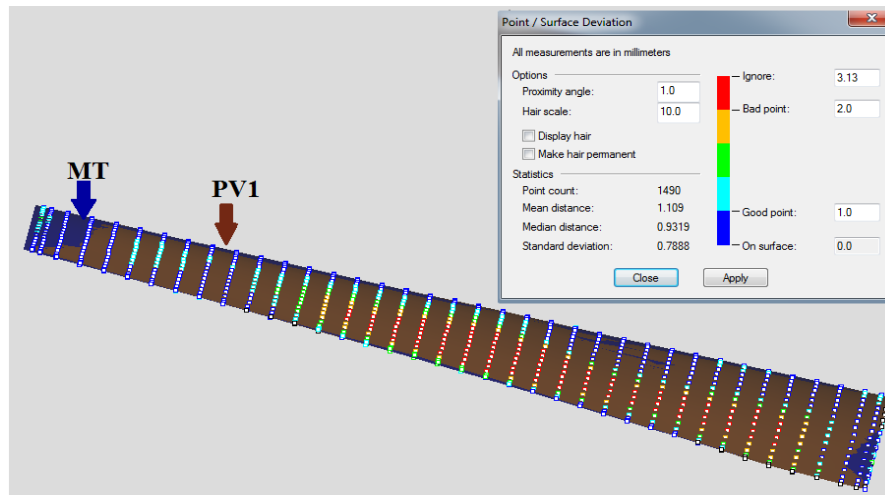 Point / Surface Deviation
All measurements are in millimeters
Options
Proximity angle: 1.0
Hair scale: 10.0
Display hair
Make hair permanent
Statistics
Point count: 1490
Mean distance: 1.109
Median distance: 0.9319
Standard deviation: 0.7888
Ignore: 3.13
Bad point: 2.0
Good point: 1.0
On surface: 0.0
Close Apply
MT
PV1